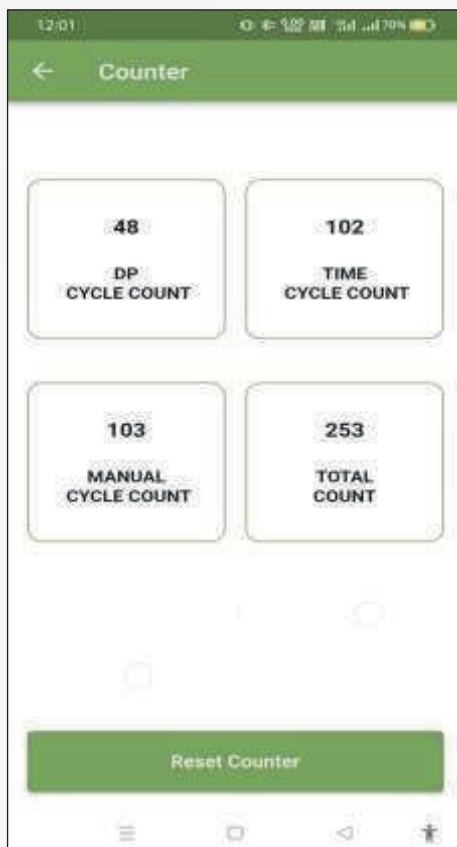 12:01
70%
Counter
48
DP
CYCLE COUNT
102
TIME
CYCLE COUNT
103
MANUAL
CYCLE COUNT
253
TOTAL
COUNT
Reset Counter